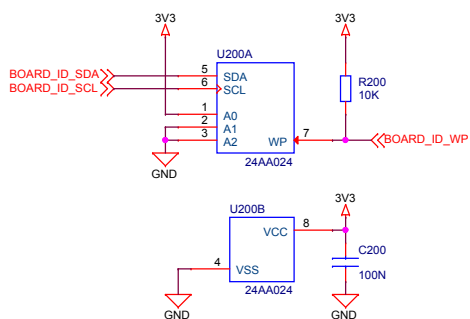 3V3
3V3
U200A
BOARD_ID_SDA
5
SDA
BOARD_ID_SCL
6
SCL
R200
10K
1
A0
2
A1
3
A2
WP
7
BOARD_ID_WP
24AA024
GND
3V3
U200B
VCC
8
C200
100N
4
VSS
24AA024
GND
GND